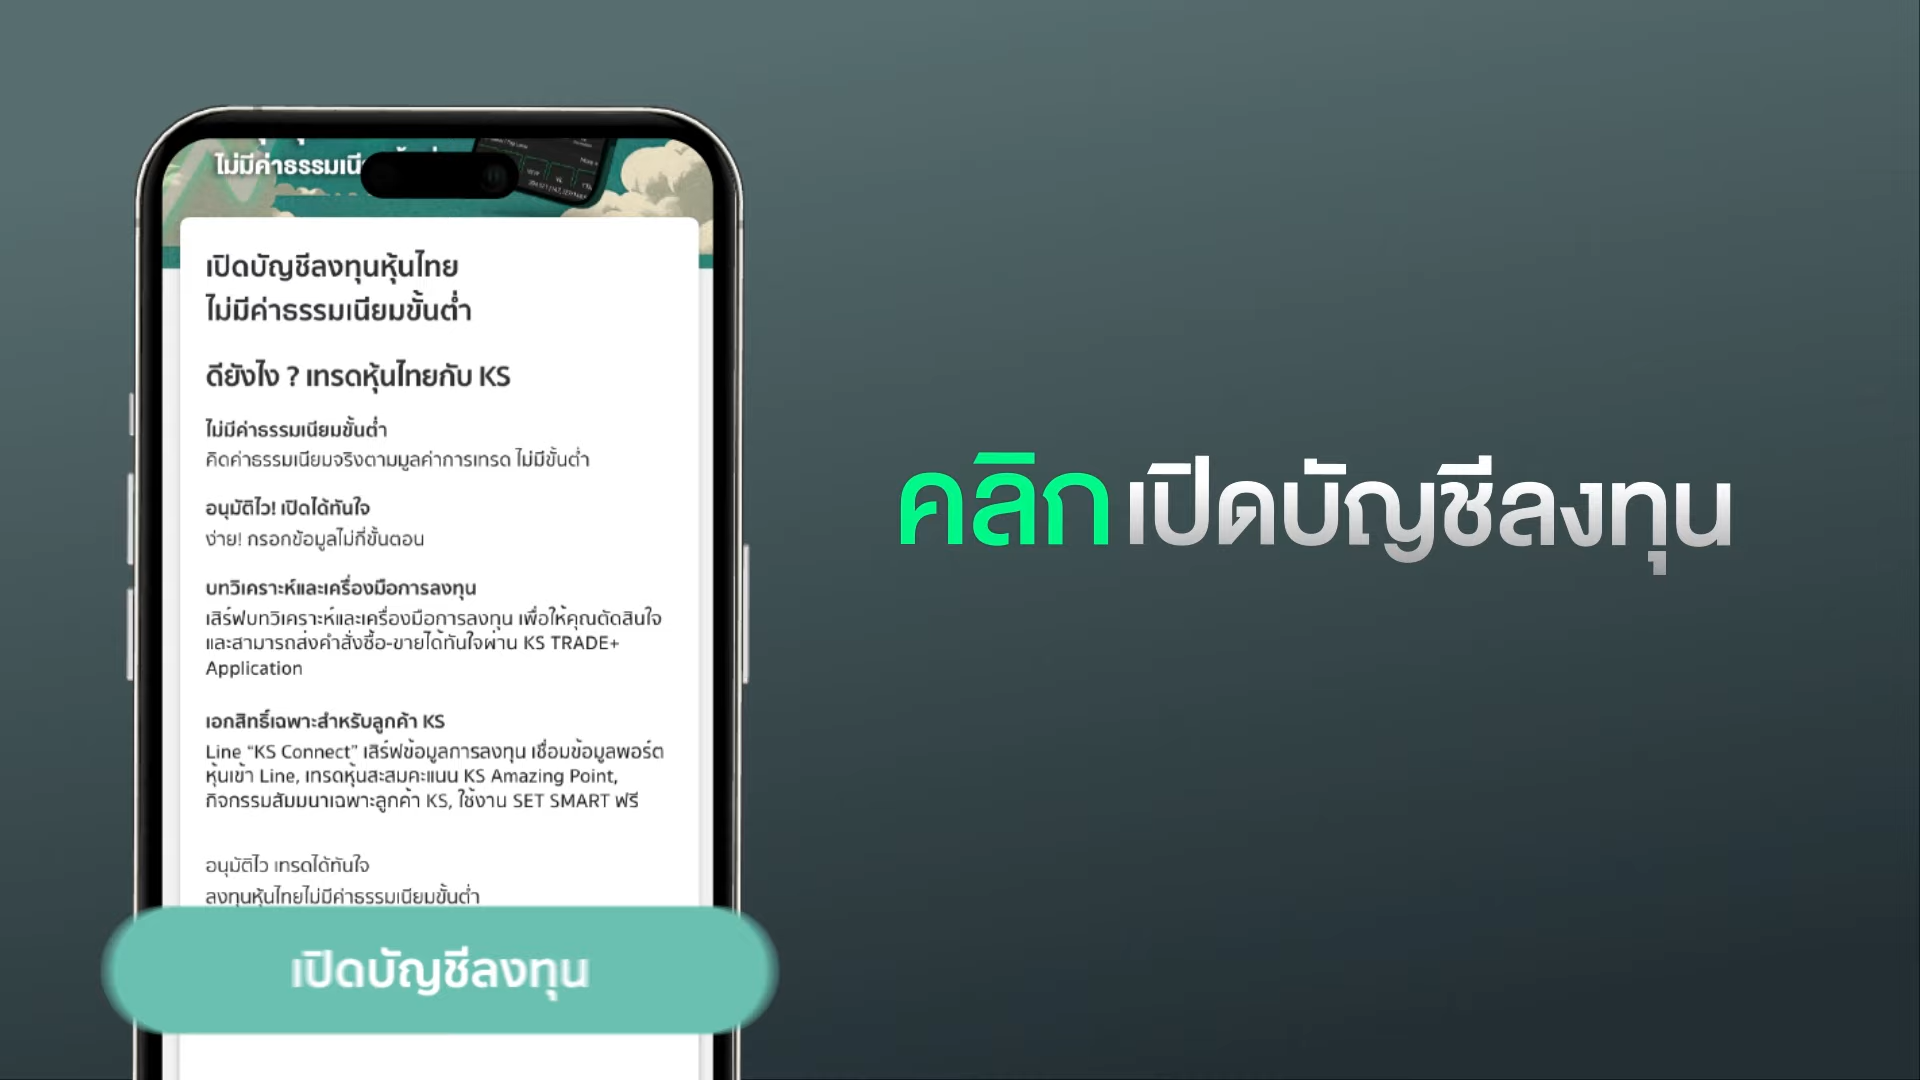 ไม่มีค่าธรรมเนี
เปิดบัญชีลงทุนหุ้นไทย
ไม่มีค่าธรรมเนียมขั้นต่ำ
ดียังไง ? เทรดหุ้นไทยกับ KS
ไม่มีค่าธรรมเนียมขั้นต่ำ
คิดค่าธรรมเนียมจริงตามมูลค่าการเทรด ไม่มีขั้นต่ำ
อนุมัติไว! เปิดได้ทันใจ
ง่าย! กรอกข้อมูลไม่กี่ขั้นตอน
บทวิเคราะห์และเครื่องมือการลงทุน
เสิร์ฟบทวิเคราะห์และเครื่องมือการลงทุน เพื่อให้คุณตัดสินใจ
และสามารถส่งคำสั่งซื้อ-ขายได้ทันใจผ่าน KS TRADE+
Application
เอกสิทธิ์เฉพาะสำหรับลูกค้า KS
Line “KS Connect” เสิร์ฟข้อมูลการลงทุน เชื่อมข้อมูลพอร์ต
หุ้นเข้า Line, เทรดหุ้นสะสมคะแนน KS Amazing Point,
กิจกรรมสัมมนาเฉพาะลูกค้า KS, ใช้งาน SET SMART ฟรี
อนุมัติไว เทรดได้ทันใจ
ลงทุนหุ้นไทยไม่มีค่าธรรมเนียมขั้นต่ำ
เปิดบัญชีลงทุน
คลิกเปิดบัญชีลงทุน